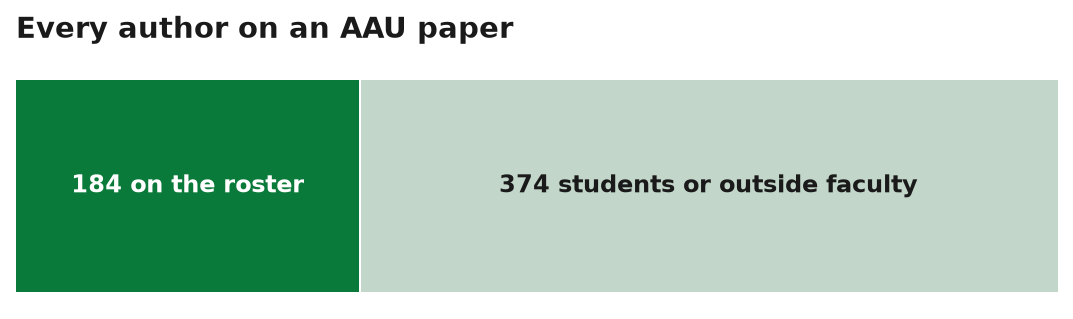 Every author on an AAU paper
184 on the roster
374 students or outside faculty